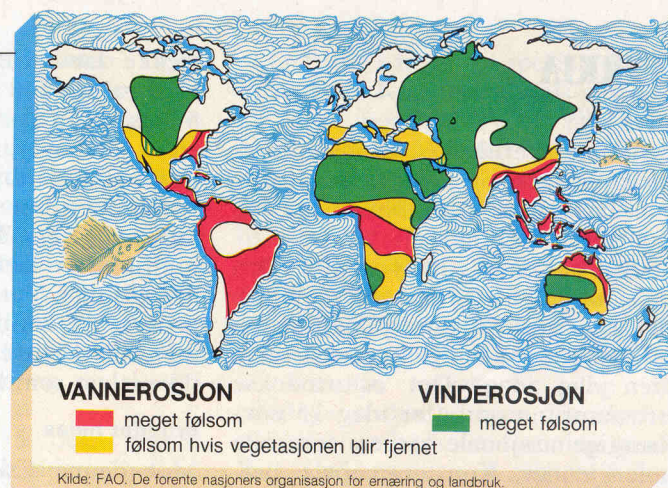 VANNEROSJON
meget følsom
følsom hvis vegetasjonen blir fjernet
VINDEROSJON
meget følsom
Kilde: FAO. De forente nasjoners organisasjon for ernæring og landbruk.